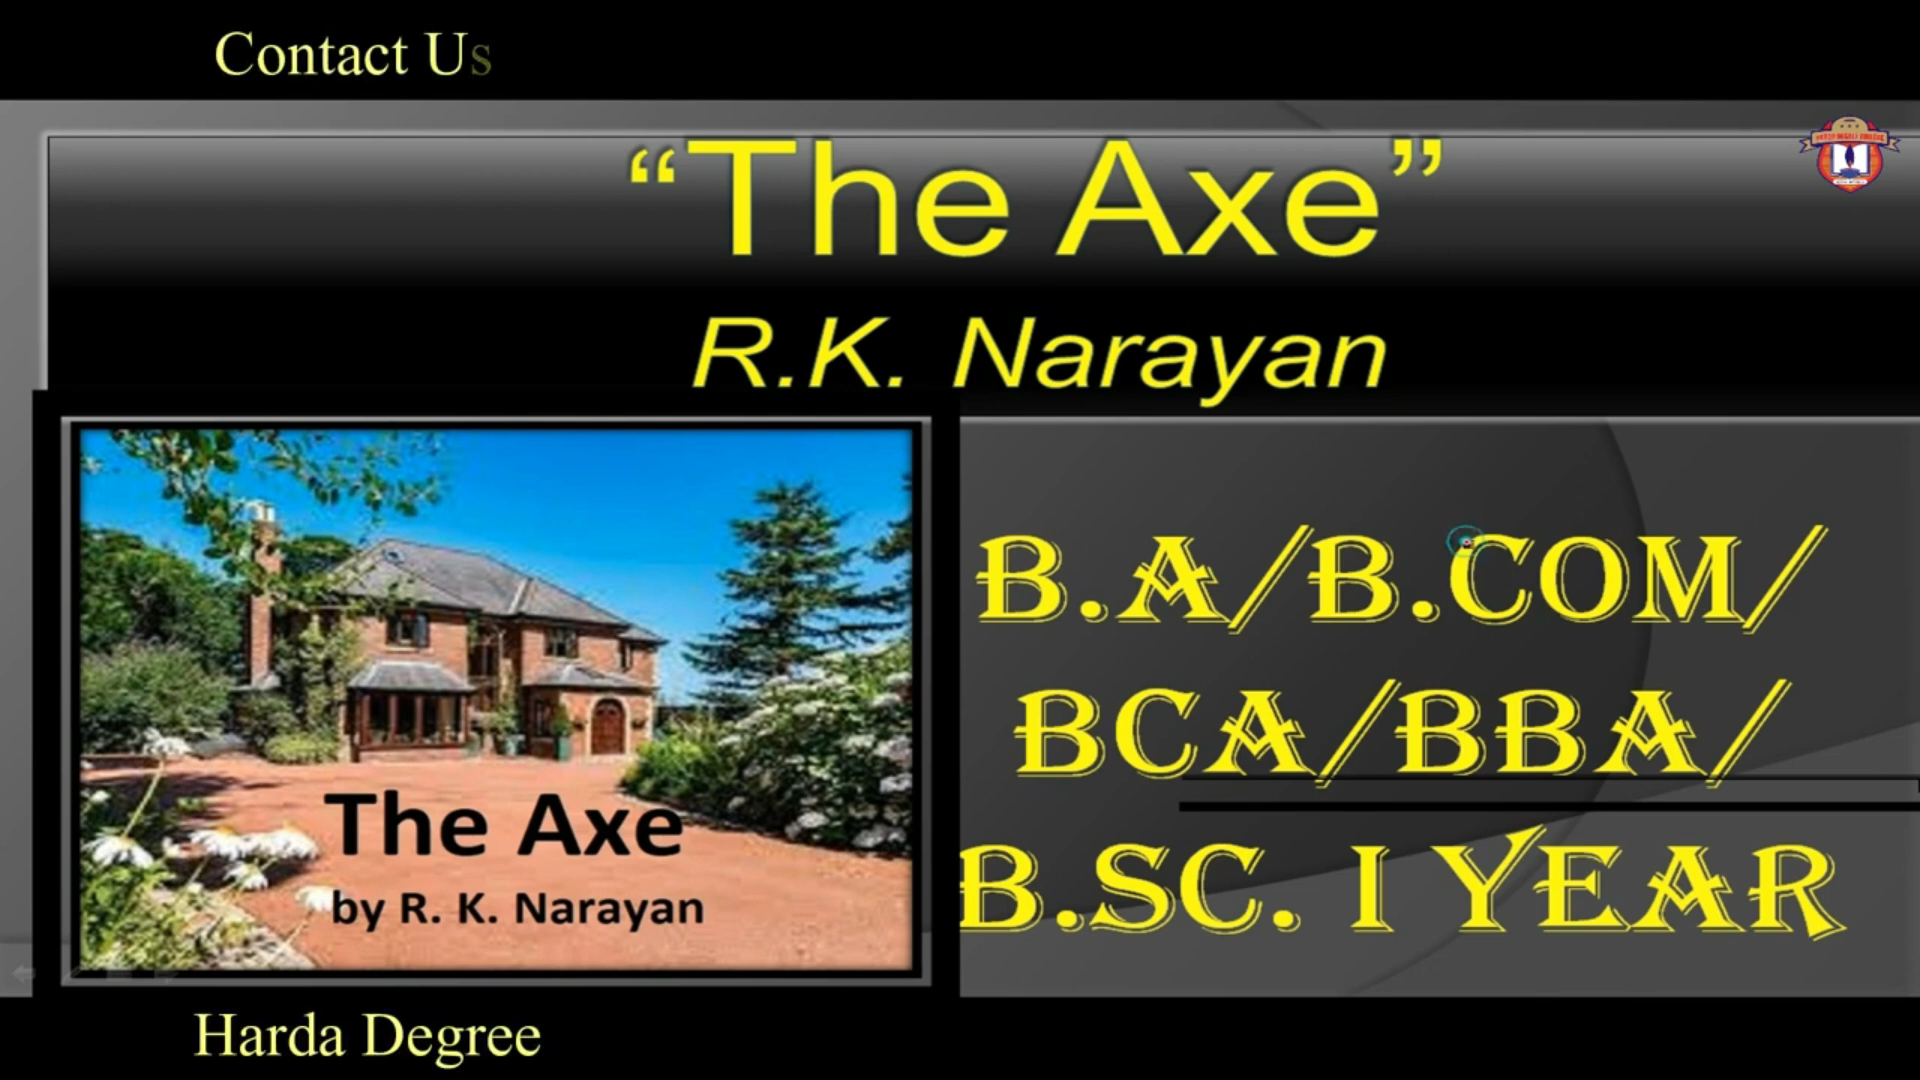 Contact Us
“The Axe”
R.K. Narayan
The Axe
by R. K. Narayan
B.A/B.COM/
BCA/BBA/
B.SC. I YEAR
Harda Degree